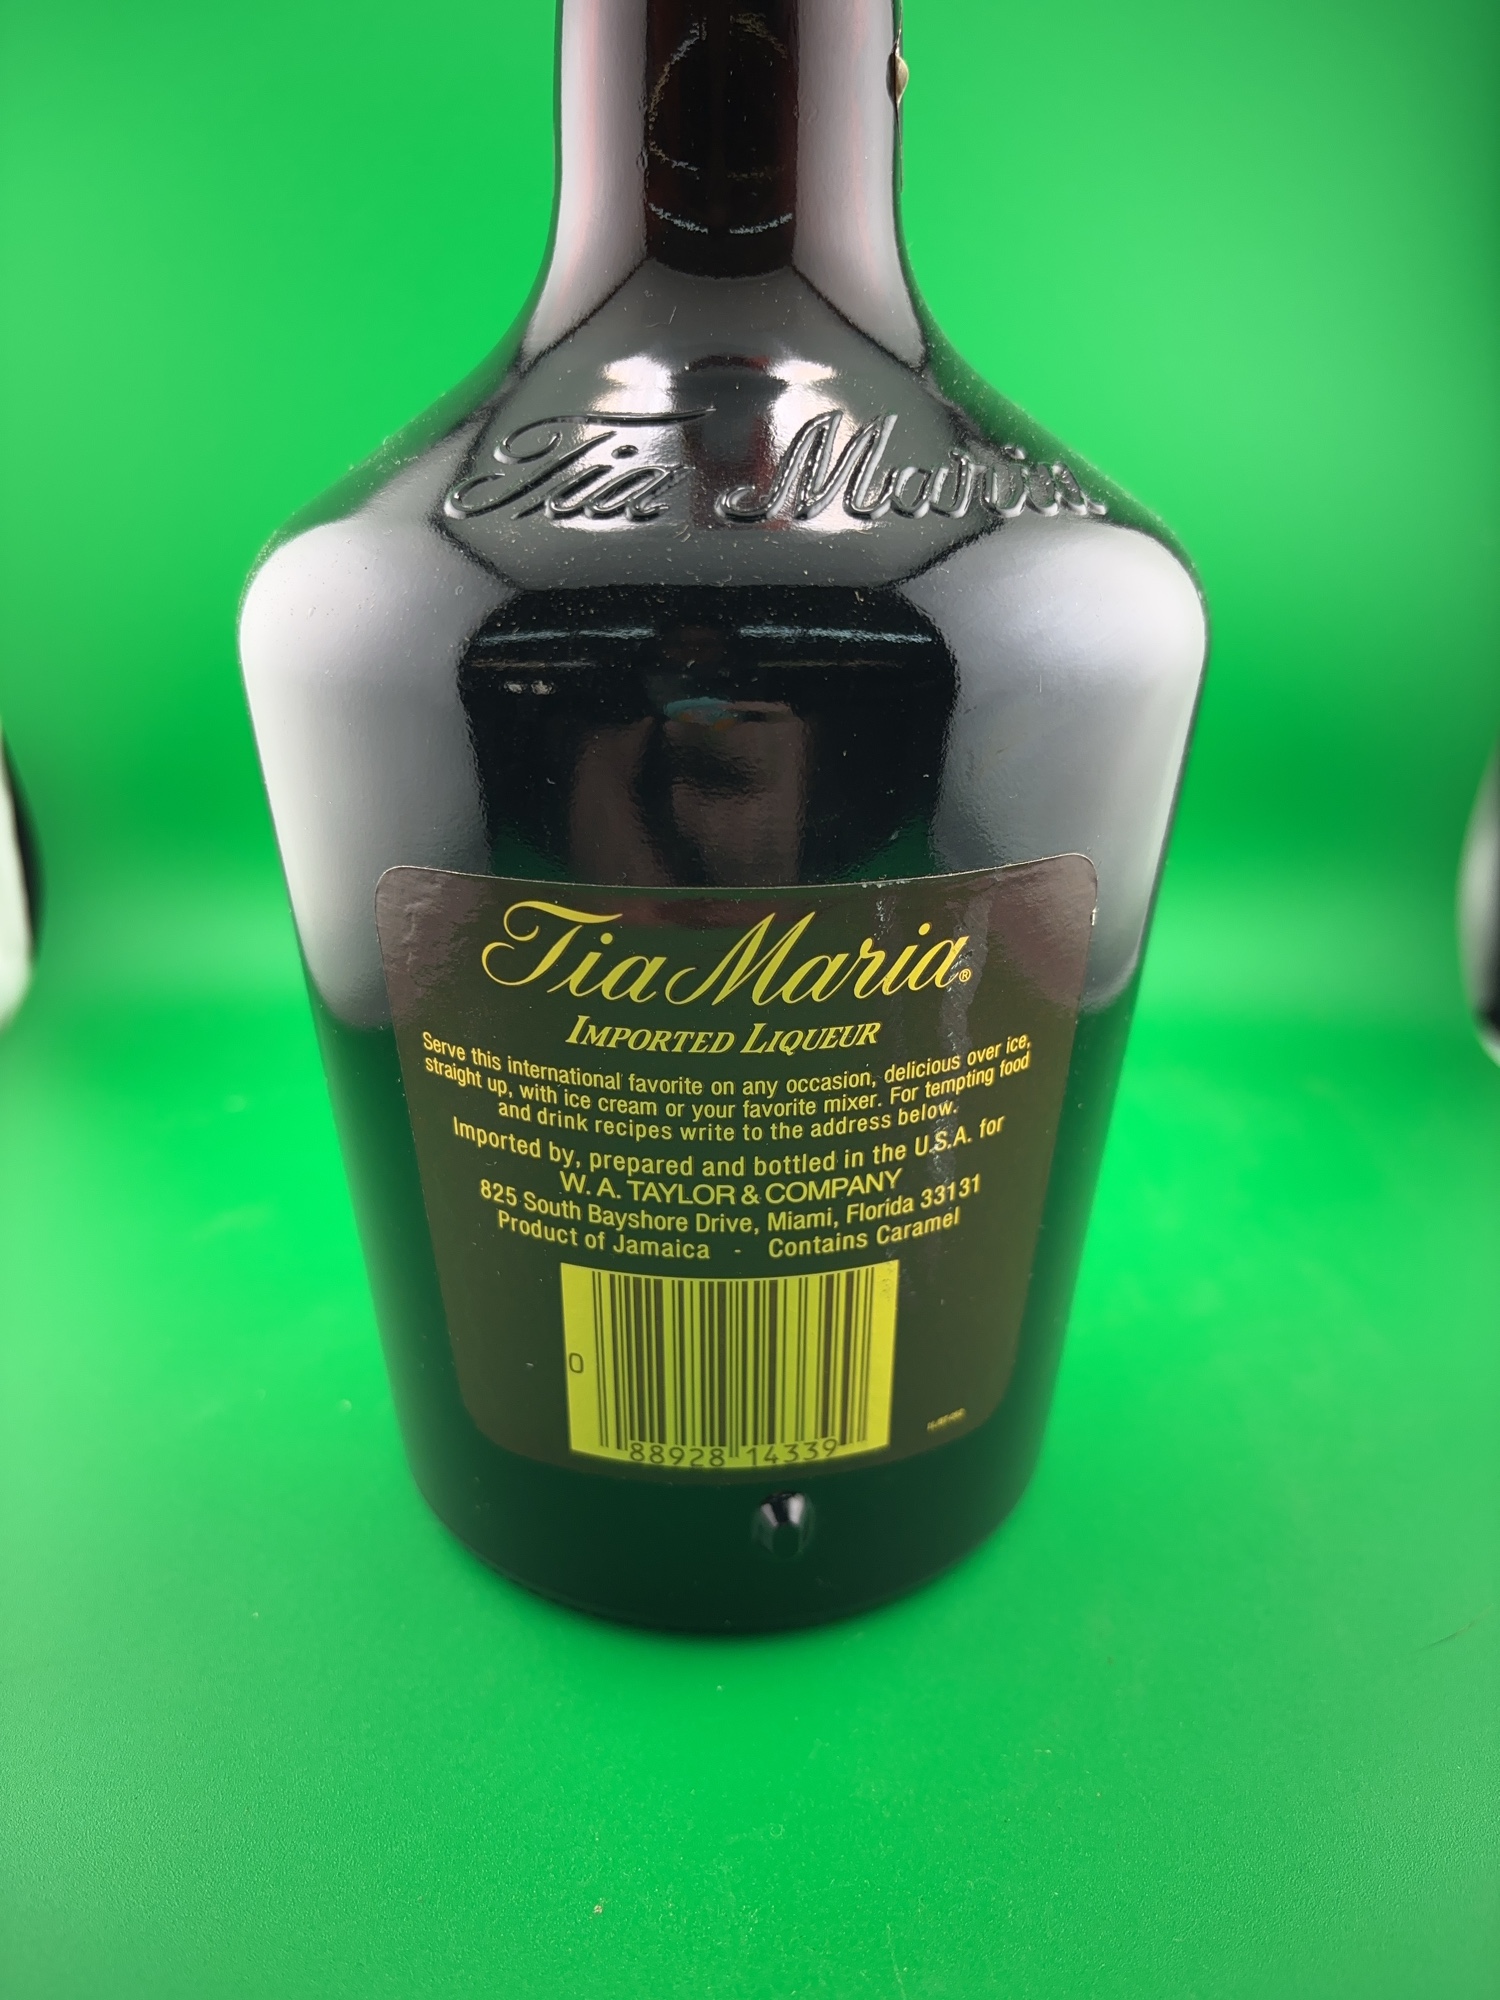 Tia Maria
Tia Maria®
IMPORTED LIQUEUR
Serve this international favorite on any occasion, delicious over ice,
straight up, with ice cream or your favorite mixer. For tempting food
and drink recipes write to the address below.
Imported by, prepared and bottled in the U.S.A. for
W. A. TAYLOR & COMPANY
825 South Bayshore Drive, Miami, Florida 33131
Product of Jamaica - Contains Caramel
0
88928 14339